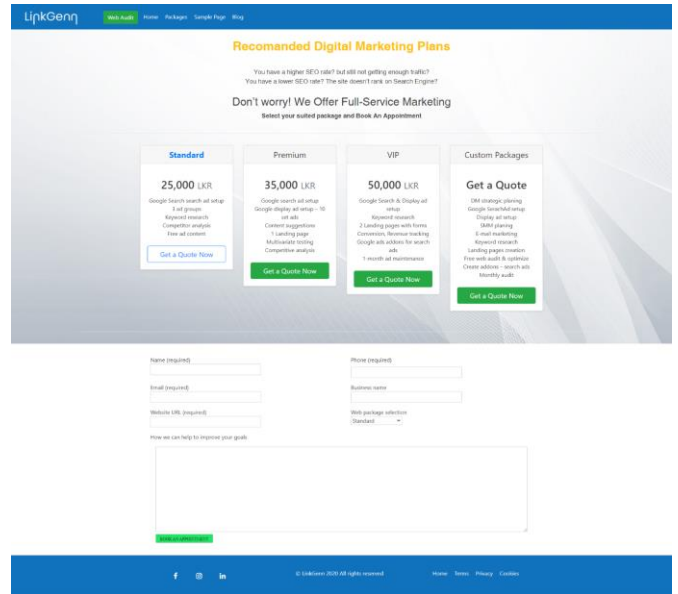 LinkGenn
Web Audit Home Packages Sample Page Blog
Recomanded Digital Marketing Plans
You have a higher SEO rate? but still not getting enough traffic?
You have a lower SEO rate? The site doesn't rank on Search Engine?
Don't worry! We Offer Full-Service Marketing
Select your suited package and Book An Appointment
Standard
25,000 LKR
Google Search search ad setup
3 ad groups
Keyword research
Competitor analysis
Free ad content
Get a Quote Now
Premium
35,000 LKR
Google search ad setup
Google display ad setup – 10
set ads
Content suggestions
1 Landing page
Multivariate testing
Competitive analysis
Get a Quote Now
VIP
50,000 LKR
Google Search & Display ad
setup
Keyword research
2 Landing pages with forms
Conversion, Revenue tracking
Google ads addons for search
ads
1-month ad maintenance
Get a Quote Now
Custom Packages
Get a Quote
DM strategic planing
Google SerachAd setup
Display ad setup
SMM planing
E-mail marketing
Keyword research
Landing pages creation
Free web audit & optimize
Create addons – search ads
Monthly audit
Get a Quote Now
Name (required)
Phone (required)
Email (required)
Business name
Website URL (required)
Web package selection
Standard
How we can help to improve your goals
BOOK AN APPOINTMENT
© LinkGenn 2020 All rights reserved
Home Terms Privacy Cookies